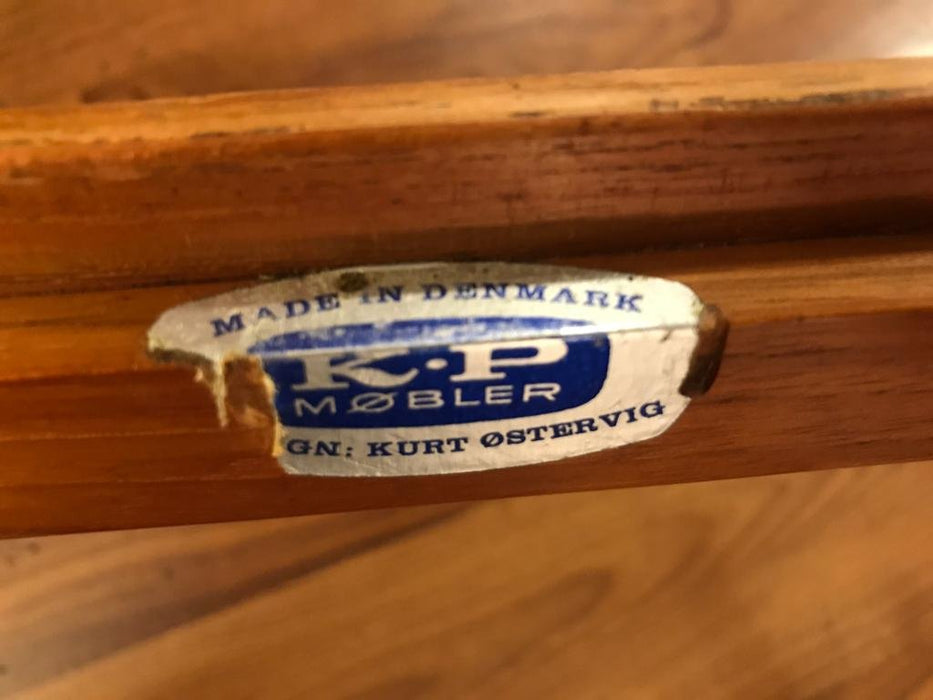 MADE IN DENMARK
K·P
MØBLER
GN: KURT ØSTERVIG